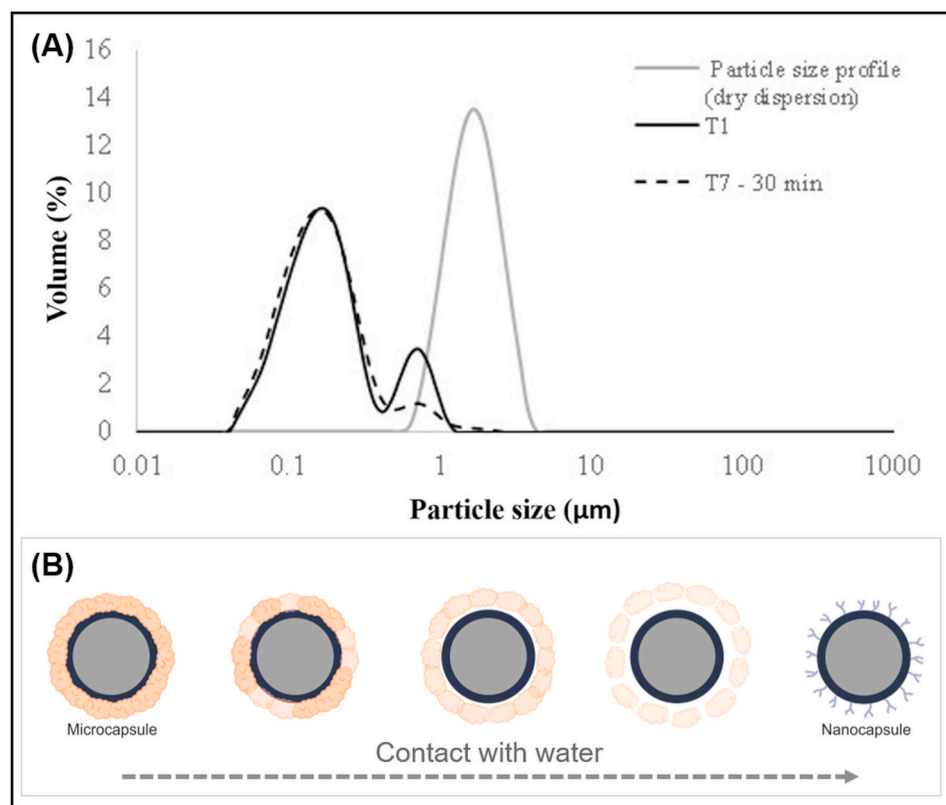 (A)
16
14
12
10
8
6
4
2
0
Volume (%)
Particle size profile
(dry dispersion)
T1
T7 - 30 min
0.01 0.1 1 10 100 1000
Particle size (µm)
(B)
Microcapsule
Nanocapsule
Contact with water